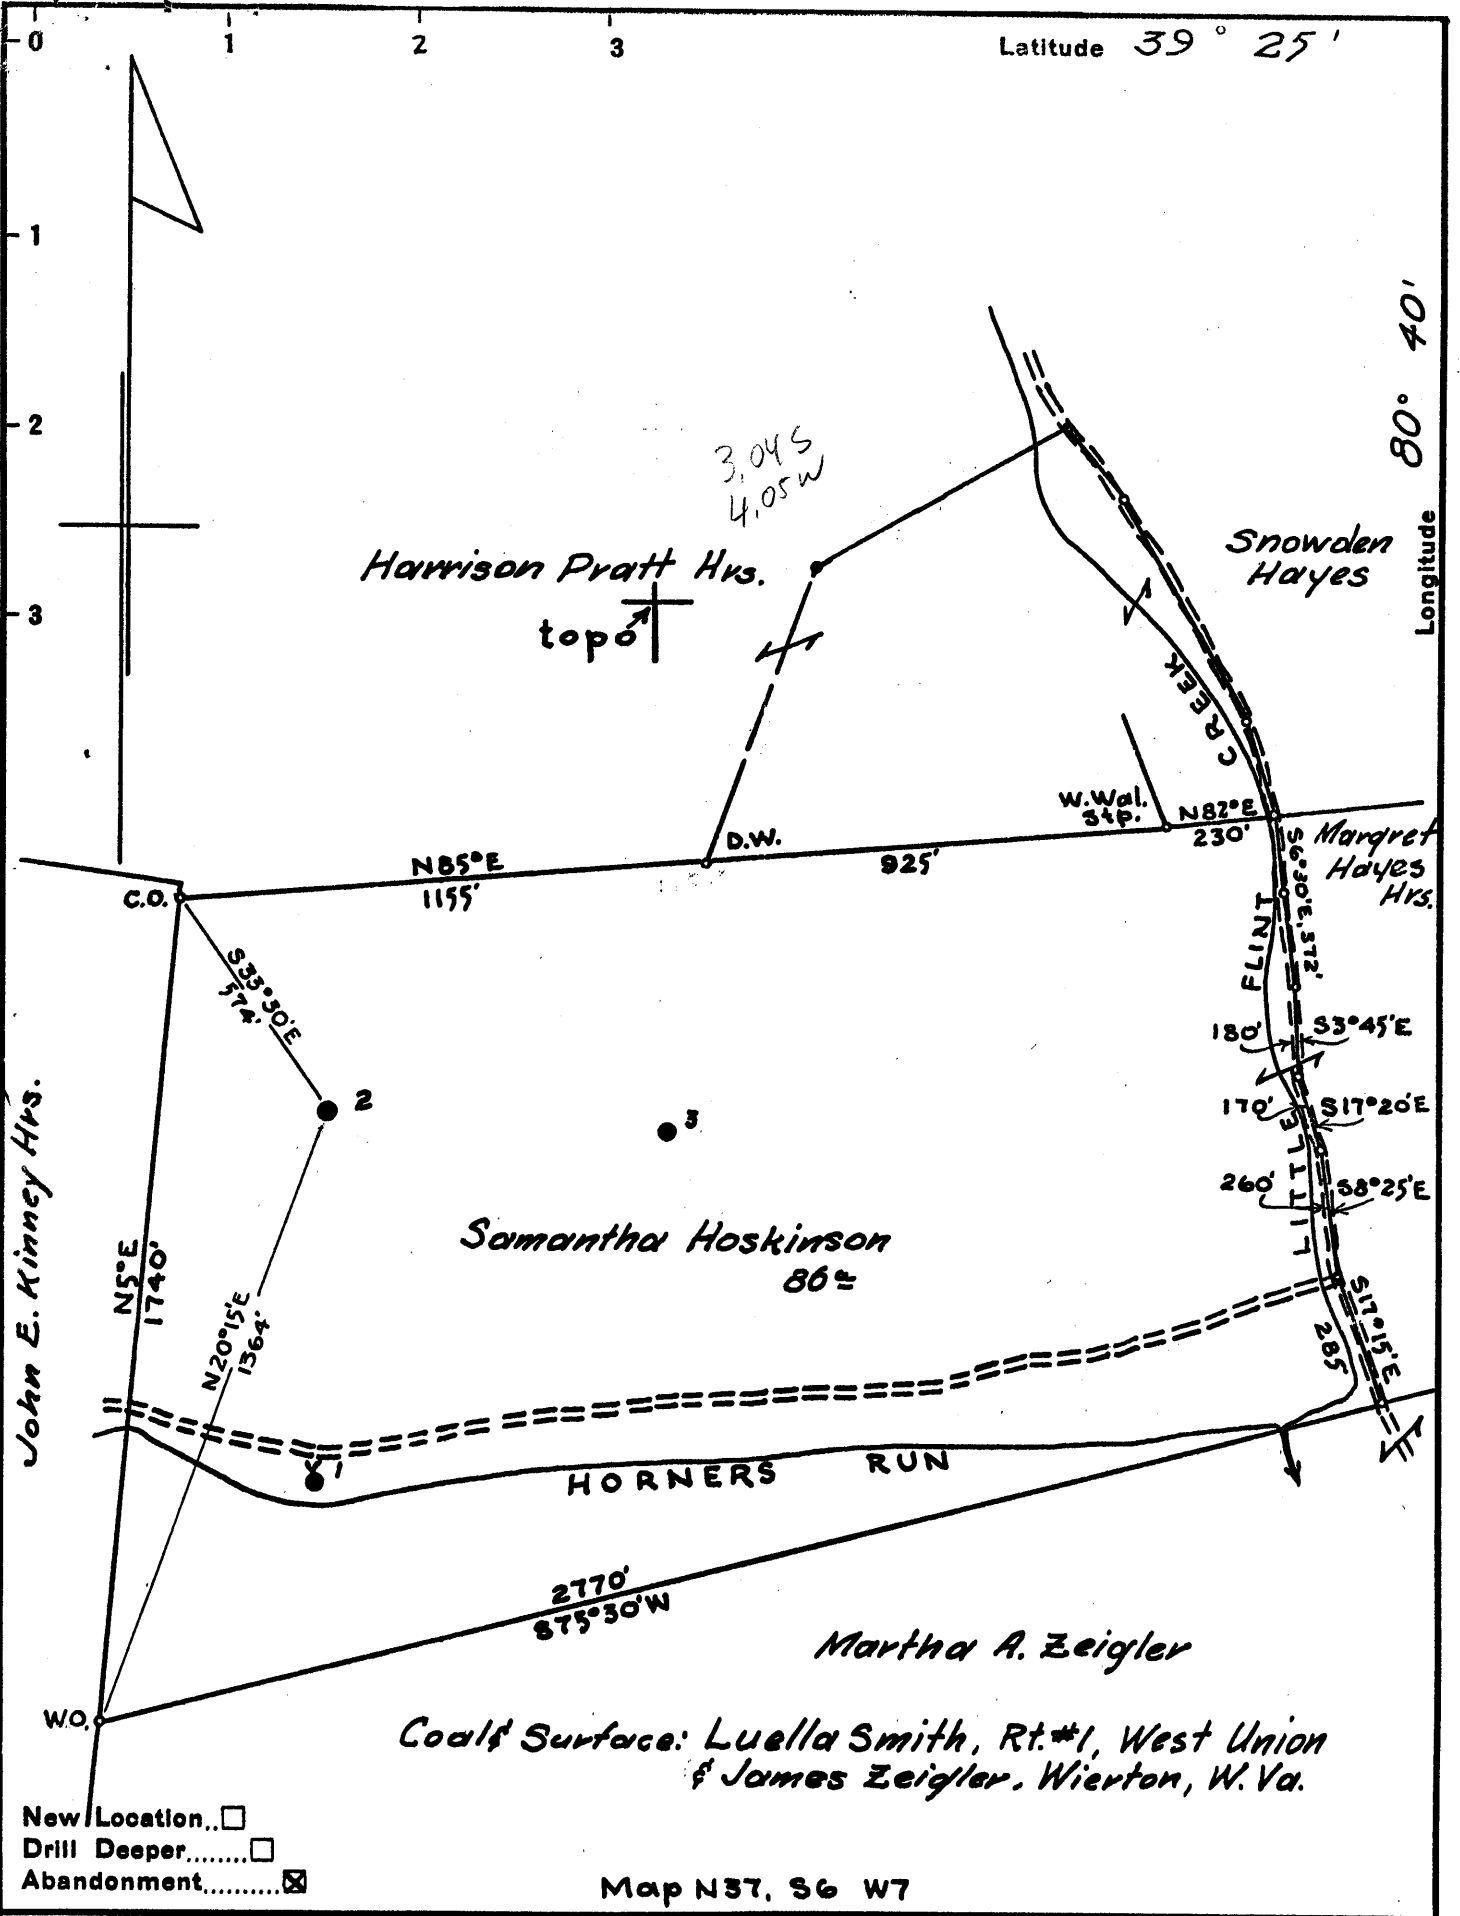 0
1
2
3
Latitude 39° 25'
1
2
3
80° 40'
Longitude
3.04 S
4.05 W
Harrison Pratt Hrs.
topo
Snowden
Hayes
CREEK
W.Wal.
stp.
N82°E
230'
D.W.
N85°E
1155'
925'
C.O.
Margret
Hayes
Hrs.
S6°30'E, 372'
FLINT
S33°30'E
574'
180'
S3°45'E
170'
S17°20'E
260'
S8°25'E
LITTLE
2
3
John E. Kinney Hrs.
N5°E
1740'
N20°15'E
1364'
Samantha Hoskinson
86 a
S17°15'E
285'
1
HORNERS RUN
2770'
S75°30'W
Martha A. Zeigler
W.O.
Coal & Surface: Luella Smith, Rt.#1, West Union
& James Zeigler. Wierton, W. Va.
New Location..☐
Drill Deeper........☐
Abandonment..........☒
Map N37, S6 W7